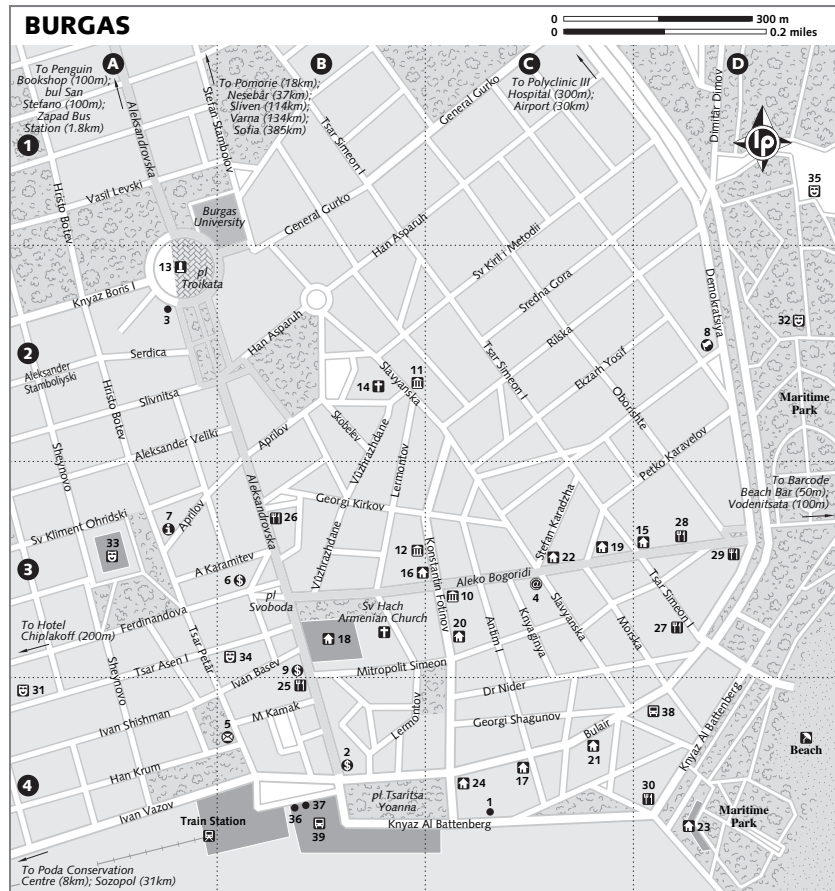 BURGAS
0 300 m
0 0.2 miles
A
B
C
D
1
2
3
4
To Penguin
Bookshop (100m);
bul San
Stefano (100m);
Zapad Bus
Station (1.8km)
To Pomorie (18km);
Nesebâr (37km);
Sliven (114km);
Varna (134km);
Sofia (385km)
To Polyclinic III
Hospital (300m);
Airport (30km)
lp
Aleksandrovska
Stefan Stambolov
Tsar Simeon I
General Gurko
Dimitâr Dimov
35
Vasil Levski
Hristo Botev
Burgas
University
General Gurko
Han Asparuh
Sv Kiril i Metodii
13
pl
Troikata
Knyaz Boris I
3
Sredna Gora
Demokratsiya
Rilska
32
8
Serdica
Han Asparuh
Aleksander
Stamboliyski
Slavyanska
11
14
Tsar Simeon I
Ekzarh Yosif
Oborishte
Slivnitsa
Hristo Botev
Skobelev
Maritime
Park
Aleksander Veliki
Aprilov
Sheynovo
Vûzhrazhdane
Lermontov
Petko Karavelov
Aleksandrovska
To Barcode
Beach Bar (50m);
Vodenitsata (100m)
Georgi Kirkov
Stefan Karadzha
7
Aprilov
Sv Kliment Ohridski
26
15
28
33
12
22
19
29
A Karamitev
16
Vûzhrazhdane
Konstantin Fotinov
Aleko Bogoridi
6
pl
Svoboda
Sv Hach
Armenian Church
10
4
Tsar Simeon I
Ferdinandova
To Hotel
Chiplakoff (200m)
18
20
Antim I
Knyaginya
Slavyanska
Morska
27
Tsar Petâr
34
Tsar Asen I
Sheynovo
Ivan Basev
9
25
Mitropolit Simeon
31
Dr Nider
Ivan Shishman
M Kamak
Lermontov
Georgi Shagunov
38
Knyaz Al Battenberg
5
Bulair
2
21
Beach
Han Krum
24
17
30
pl Tsaritsa
Yoanna
1
Ivan Vazov
Train Station
36
37
39
Knyaz Al Battenberg
23
Maritime
Park
To Poda Conservation
Centre (8km); Sozopol (31km)